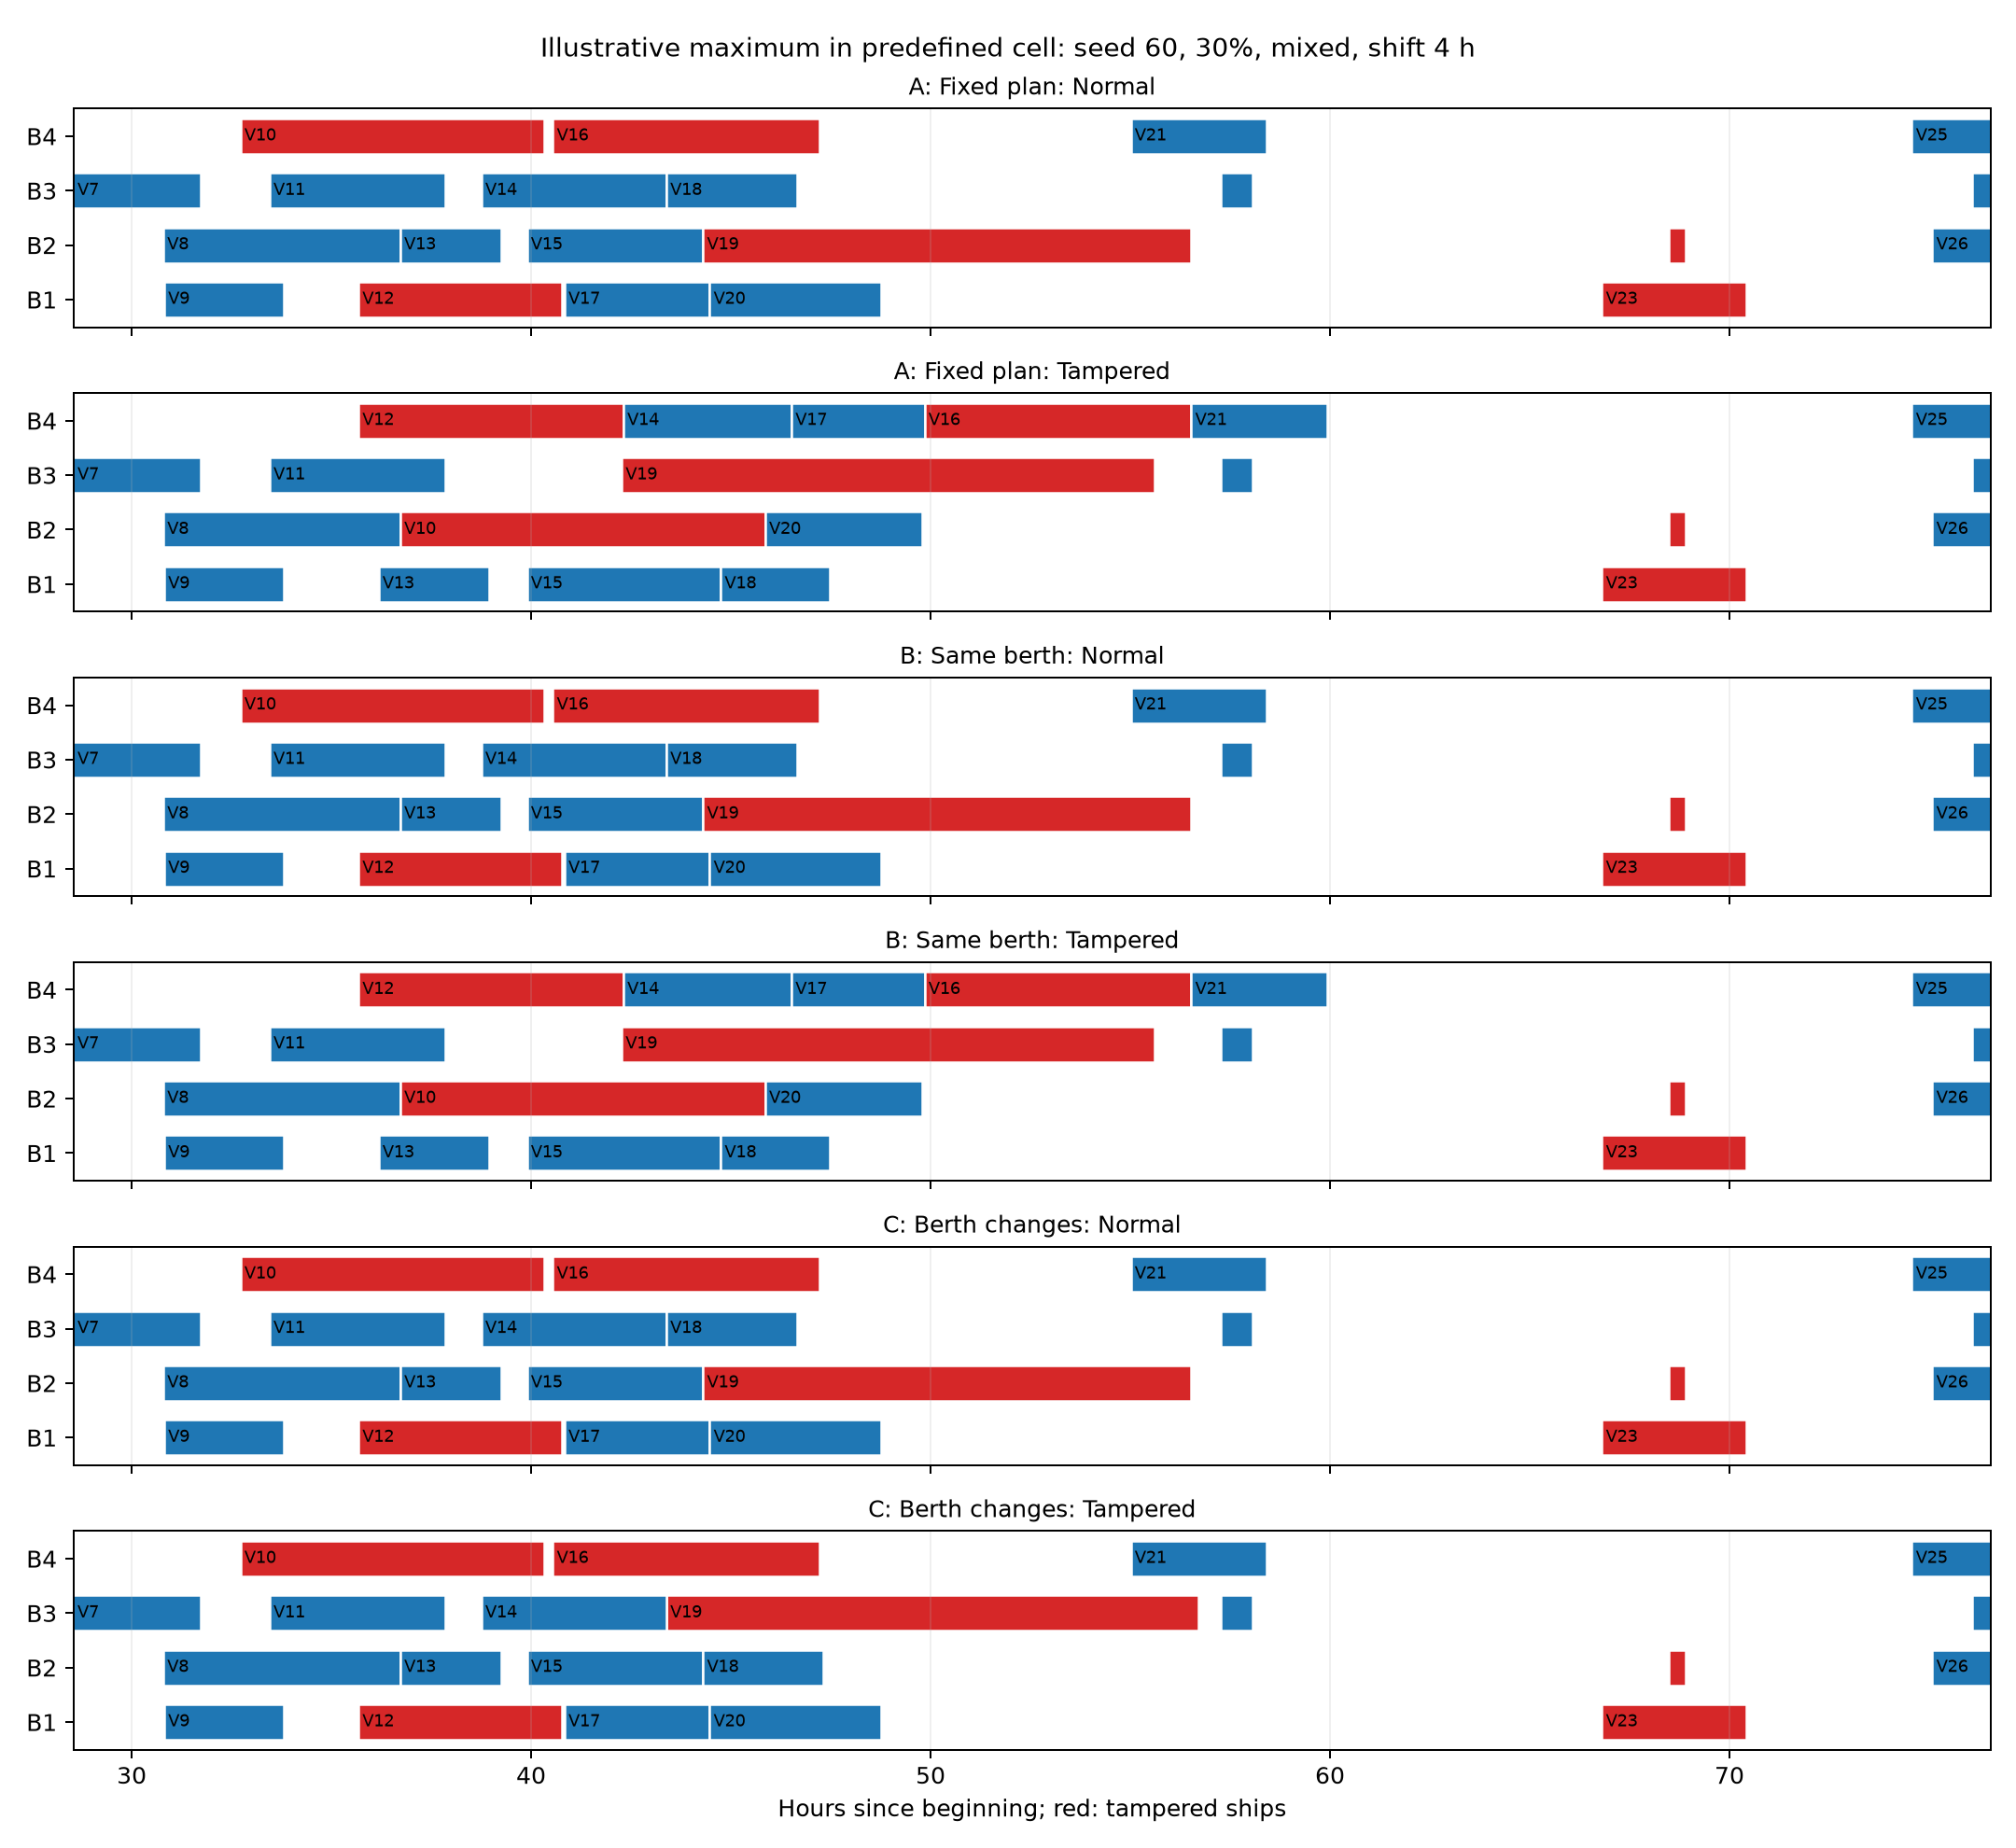 Illustrative maximum in predefined cell: seed 60, 30%, mixed, shift 4 h
A: Fixed plan: Normal
B4 V10 V16 V21 V25
B3 V7 V11 V14 V18
B2 V8 V13 V15 V19 V26
B1 V9 V12 V17 V20 V23
A: Fixed plan: Tampered
B4 V12 V14 V17 V16 V21 V25
B3 V7 V11 V19
B2 V8 V10 V20 V26
B1 V9 V13 V15 V18 V23
B: Same berth: Normal
B4 V10 V16 V21 V25
B3 V7 V11 V14 V18
B2 V8 V13 V15 V19 V26
B1 V9 V12 V17 V20 V23
B: Same berth: Tampered
B4 V12 V14 V17 V16 V21 V25
B3 V7 V11 V19
B2 V8 V10 V20 V26
B1 V9 V13 V15 V18 V23
C: Berth changes: Normal
B4 V10 V16 V21 V25
B3 V7 V11 V14 V18
B2 V8 V13 V15 V19 V26
B1 V9 V12 V17 V20 V23
C: Berth changes: Tampered
B4 V10 V16 V21 V25
B3 V7 V11 V14 V19
B2 V8 V13 V15 V18 V26
B1 V9 V12 V17 V20 V23
30 40 50 60 70
Hours since beginning; red: tampered ships